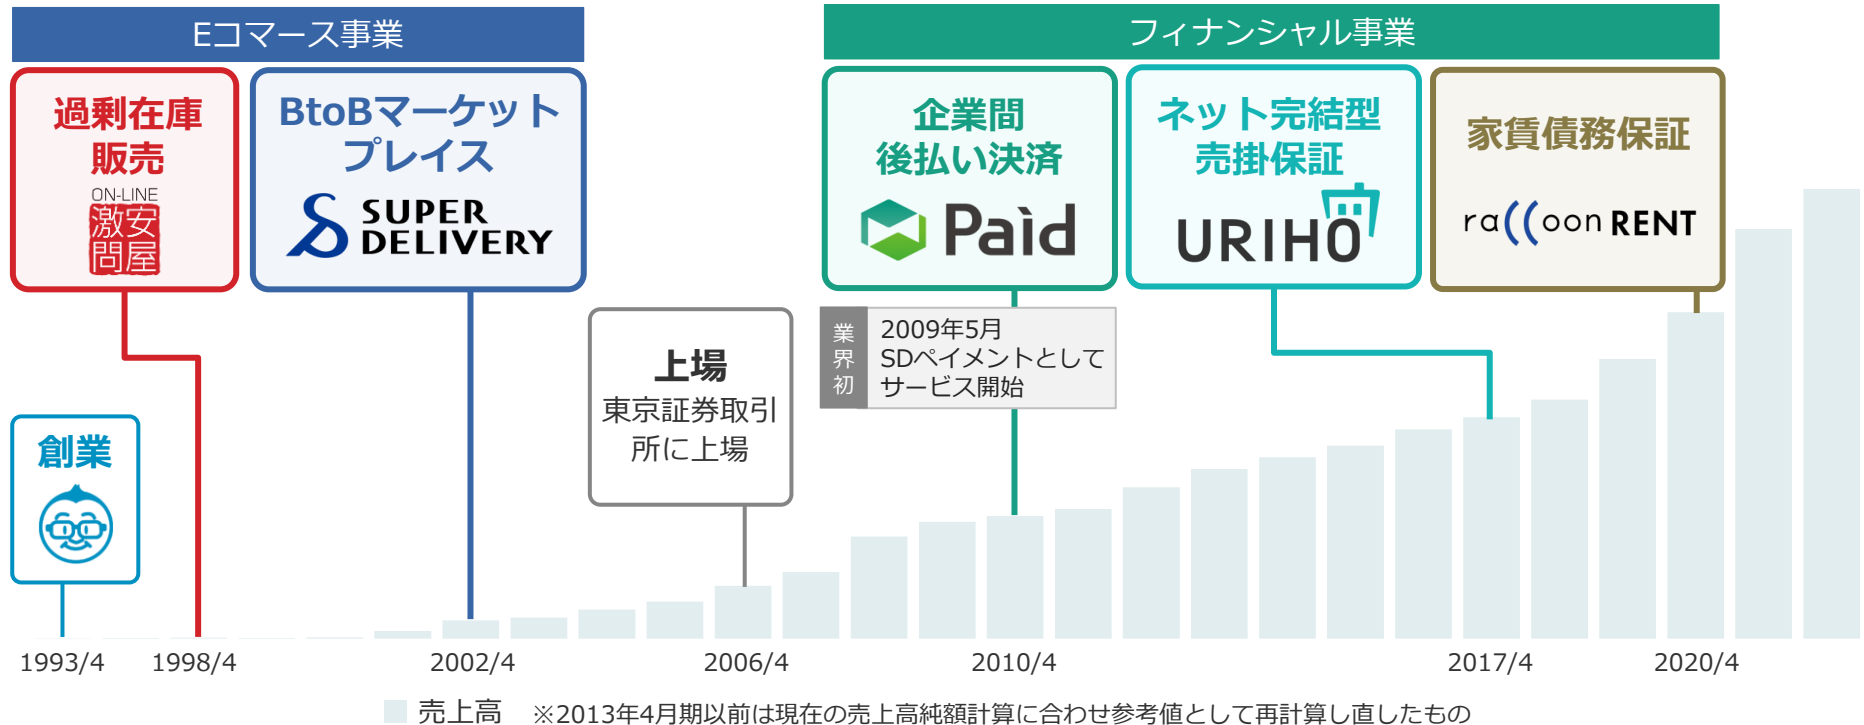 Eコマース事業
フィナンシャル事業
過剰在庫
販売
ON-LINE
激安
問屋
BtoBマーケット
プレイス
SUPER
DELIVERY
企業間
後払い決済
Paid
ネット完結型
売掛保証
URIHO
家賃債務保証
raccoon RENT
業界初
2009年5月
SDペイメントとして
サービス開始
上場
東京証券取引
所に上場
創業
1993/4
1998/4
2002/4
2006/4
2010/4
2017/4
2020/4
売上高
※2013年4月期以前は現在の売上高純額計算に合わせ参考値として再計算し直したもの